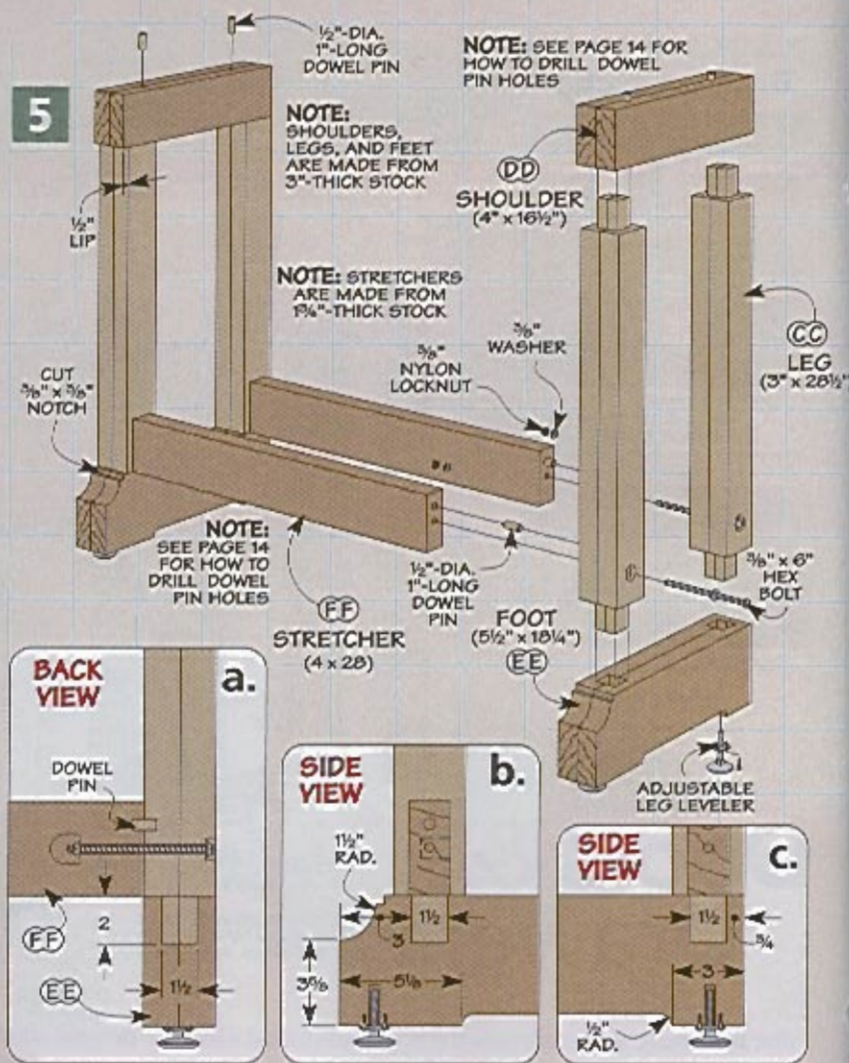 5
½"-DIA.
1"-LONG
DOWEL PIN
NOTE: SEE PAGE 14 FOR
HOW TO DRILL DOWEL
PIN HOLES
NOTE:
SHOULDERS,
LEGS, AND FEET
ARE MADE FROM
3"-THICK STOCK
½"
LIP
DD
SHOULDER
(4" x 16½")
NOTE: STRETCHERS
ARE MADE FROM
1¾"-THICK STOCK
⅜"
WASHER
⅜"
NYLON
LOCKNUT
CC
LEG
(3" x 28½"
CUT
⅜" x ⅜"
NOTCH
NOTE:
SEE PAGE 14
FOR HOW TO
DRILL DOWEL
PIN HOLES
½"-DIA.
1"-LONG
DOWEL
PIN
⅜" x 6"
HEX
BOLT
FF
STRETCHER
(4 x 28)
FOOT
(5½" x 18¼")
EE
ADJUSTABLE
LEG LEVELER
BACK
VIEW
a.
DOWEL
PIN
FF
2
EE
1½
SIDE
VIEW
b.
1½"
RAD.
3
1½
3⅝
5⅛
SIDE
VIEW
c.
1½
¾
3
½"
RAD.